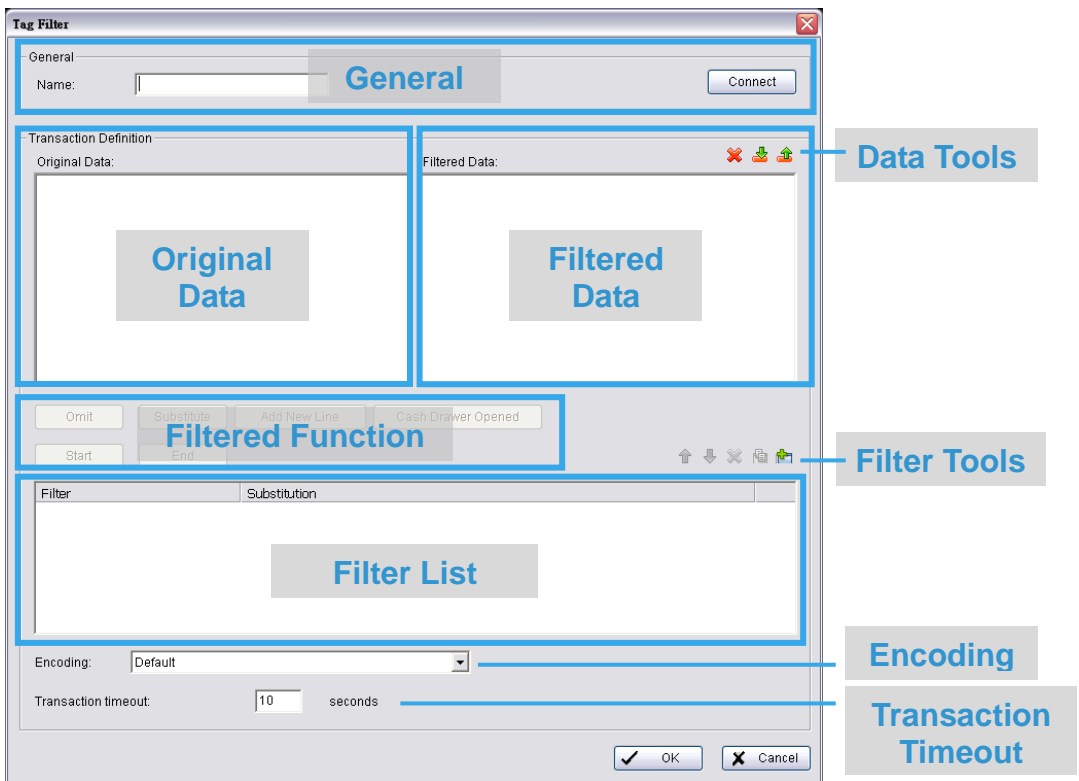 Tag Filter
General
Name:
General
Connect
Transaction Definition
Original Data:
Filtered Data:
Data Tools
Original
Data
Filtered
Data
Omit
Substitute
Add New Line
Cash Drawer Opened
Filtered Function
Start
End
Filter Tools
Filter
Substitution
Filter List
Encoding:
Default
Encoding
Transaction timeout:
10
seconds
Transaction
Timeout
OK
Cancel